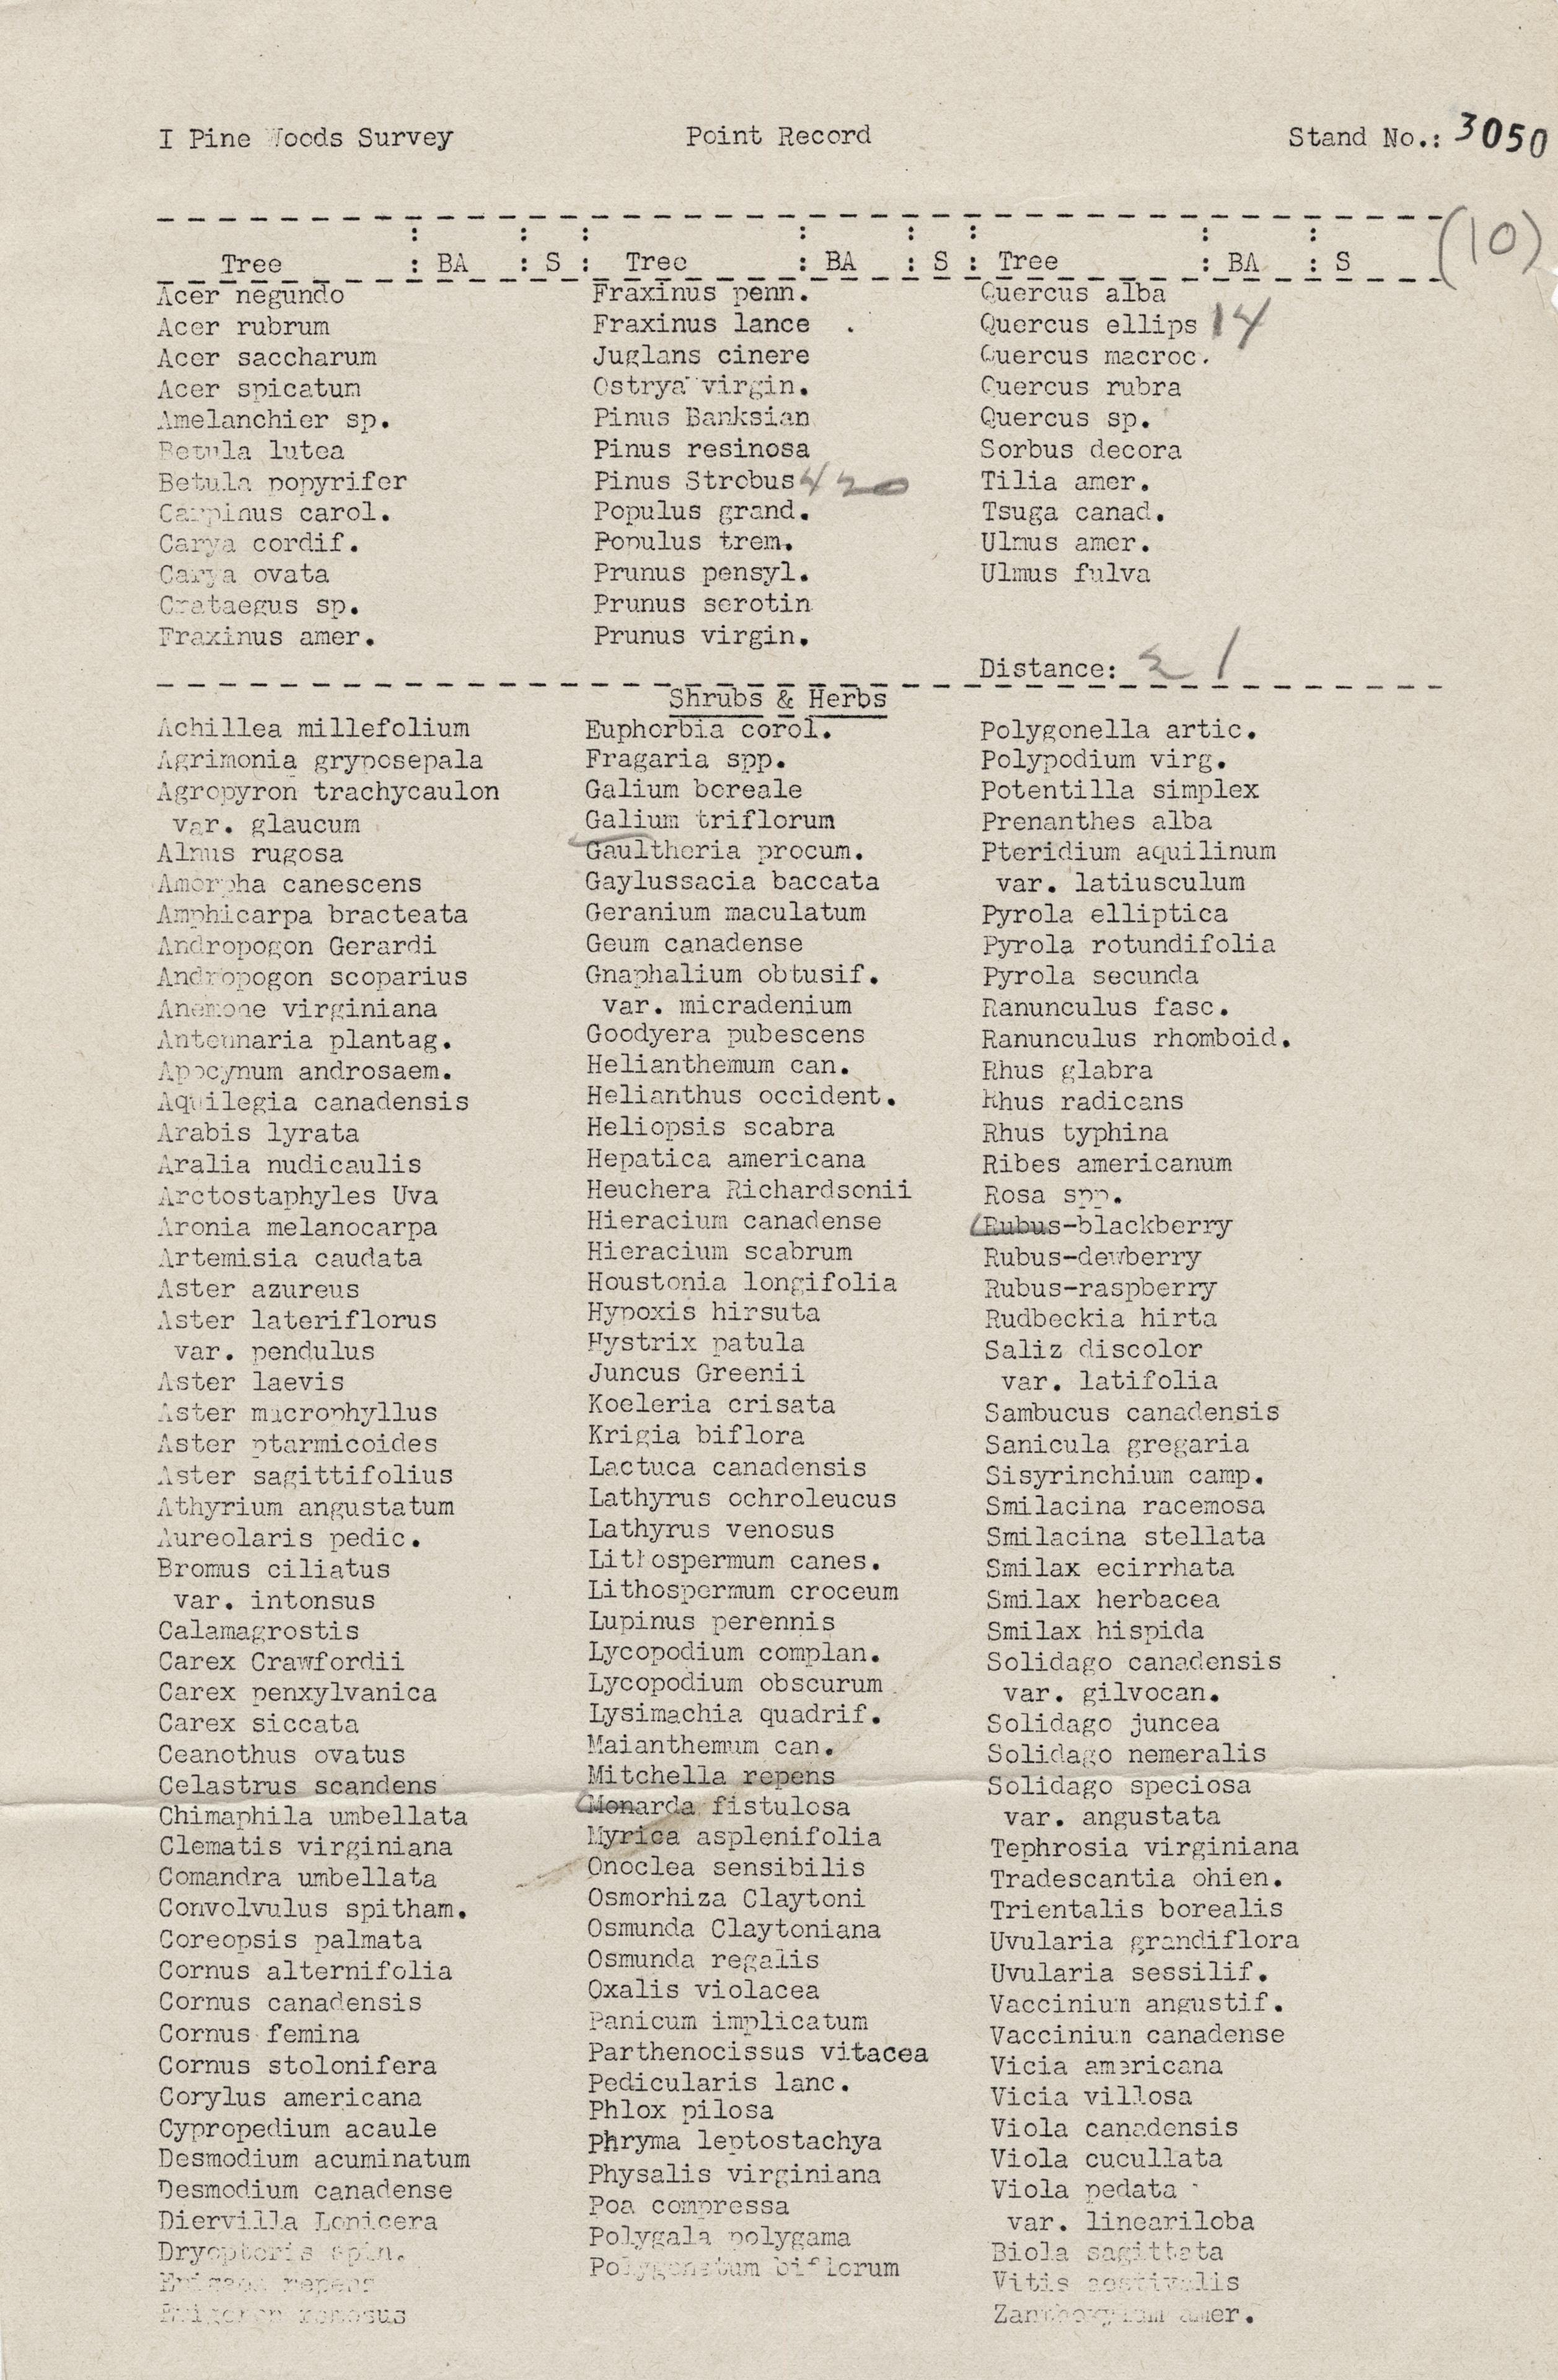 I Pine Woods Survey Point Record Stand No.: 3050
(10)
Tree : BA : S : Tree : BA : S : Tree : BA : S
Acer negundo Fraxinus penn. Quercus alba
Acer rubrum Fraxinus lance . Quercus ellips 14
Acer saccharum Juglans cinere Quercus macroc.
Acer spicatum Ostrya virgin. Quercus rubra
Amelanchier sp. Pinus Banksian Quercus sp.
Betula lutea Pinus resinosa Sorbus decora
Betula popyrifer Pinus Strobus Tilia amer.
Carpinus carol. Populus grand. Tsuga canad.
Carya cordif. Populus trem. Ulmus amer.
Carya ovata Prunus pensyl. Ulmus fulva
Crataegus sp. Prunus serotin
Fraxinus amer. Prunus virgin.
Distance: 21
Shrubs & Herbs
Achillea millefolium Euphorbia corol. Polygonella artic.
Agrimonia gryposepala Fragaria spp. Polypodium virg.
Agropyron trachycaulon Galium boreale Potentilla simplex
var. glaucum Galium triflorum Prenanthes alba
Alnus rugosa Gaultheria procum. Pteridium aquilinum
Amorpha canescens Gaylussacia baccata var. latiusculum
Amphicarpa bracteata Geranium maculatum Pyrola elliptica
Andropogon Gerardi Geum canadense Pyrola rotundifolia
Andropogon scoparius Gnaphalium obtusif. Pyrola secunda
Anemone virginiana var. micradenium Ranunculus fasc.
Antennaria plantag. Goodyera pubescens Ranunculus rhomboid.
Apocynum androsaem. Helianthemum can. Rhus glabra
Aquilegia canadensis Helianthus occident. Rhus radicans
Arabis lyrata Heliopsis scabra Rhus typhina
Aralia nudicaulis Hepatica americana Ribes americanum
Arctostaphyles Uva Heuchera Richardsonii Rosa spp.
Aronia melanocarpa Hieracium canadense Rubus-blackberry
Artemisia caudata Hieracium scabrum Rubus-dewberry
Aster azureus Houstonia longifolia Rubus-raspberry
Aster lateriflorus Hypoxis hirsuta Rudbeckia hirta
var. pendulus Hystrix patula Saliz discolor
Aster laevis Juncus Greenii var. latifolia
Aster macrophyllus Koeleria crisata Sambucus canadensis
Aster ptarmicoides Krigia biflora Sanicula gregaria
Aster sagittifolius Lactuca canadensis Sisyrinchium camp.
Athyrium angustatum Lathyrus ochroleucus Smilacina racemosa
Aureolaris pedic. Lathyrus venosus Smilacina stellata
Bromus ciliatus Lithospermum canes. Smilax ecirrhata
var. intonsus Lithospermum croceum Smilax herbacea
Calamagrostis Lupinus perennis Smilax hispida
Carex Crawfordii Lycopodium complan. Solidago canadensis
Carex penxylvanica Lycopodium obscurum var. gilvocan.
Carex siccata Lysimachia quadrif. Solidago juncea
Ceanothus ovatus Maianthemum can. Solidago nemeralis
Celastrus scandens Mitchella repens Solidago speciosa
Chimaphila umbellata Monarda fistulosa var. angustata
Clematis virginiana Myrica asplenifolia Tephrosia virginiana
Comandra umbellata Onoclea sensibilis Tradescantia ohien.
Convolvulus spitham. Osmorhiza Claytoni Trientalis borealis
Coreopsis palmata Osmunda Claytoniana Uvularia grandiflora
Cornus alternifolia Osmunda regalis Uvularia sessilif.
Cornus canadensis Oxalis violacea Vaccinium angustif.
Cornus femina Panicum implicatum Vaccinium canadense
Cornus stolonifera Parthenocissus vitacea Vicia americana
Corylus americana Pedicularis lanc. Vicia villosa
Cypropedium acaule Phlox pilosa Viola canadensis
Desmodium acuminatum Phryma leptostachya Viola cucullata
Desmodium canadense Physalis virginiana Viola pedata
Diervilla Lonicera Poa compressa var. lineariloba
Dryopteris spin. Polygala polygama Biola sagittata
repens Polygonatum biflorum Vitis aestivalis
Zanthoxylum amer.